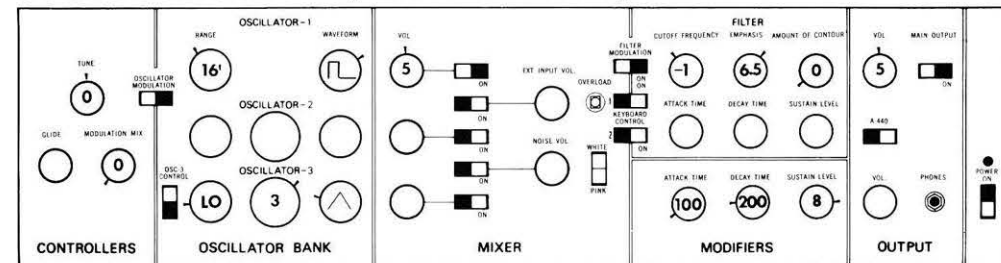 TUNE
0
GLIDE
MODULATION MIX
0
CONTROLLERS
OSCILLATOR
MODULATION
OSCILLATOR-1
RANGE
16'
WAVEFORM
OSCILLATOR-2
OSCILLATOR-3
OSC-3
CONTROL
LO
3
OSCILLATOR BANK
VOL
5
ON
ON
ON
ON
ON
EXT INPUT VOL.
OVERLOAD
NOISE VOL
WHITE
PINK
MIXER
FILTER
MODULATION
ON
1
KEYBOARD
CONTROL
2
ON
FILTER
CUTOFF FREQUENCY
EMPHASIS
AMOUNT OF CONTOUR
-1
6.5
0
ATTACK TIME
DECAY TIME
SUSTAIN LEVEL
ATTACK TIME
DECAY TIME
SUSTAIN LEVEL
100
200
8
MODIFIERS
VOL
5
MAIN OUTPUT
ON
A 440
VOL.
PHONES
OUTPUT
POWER
ON